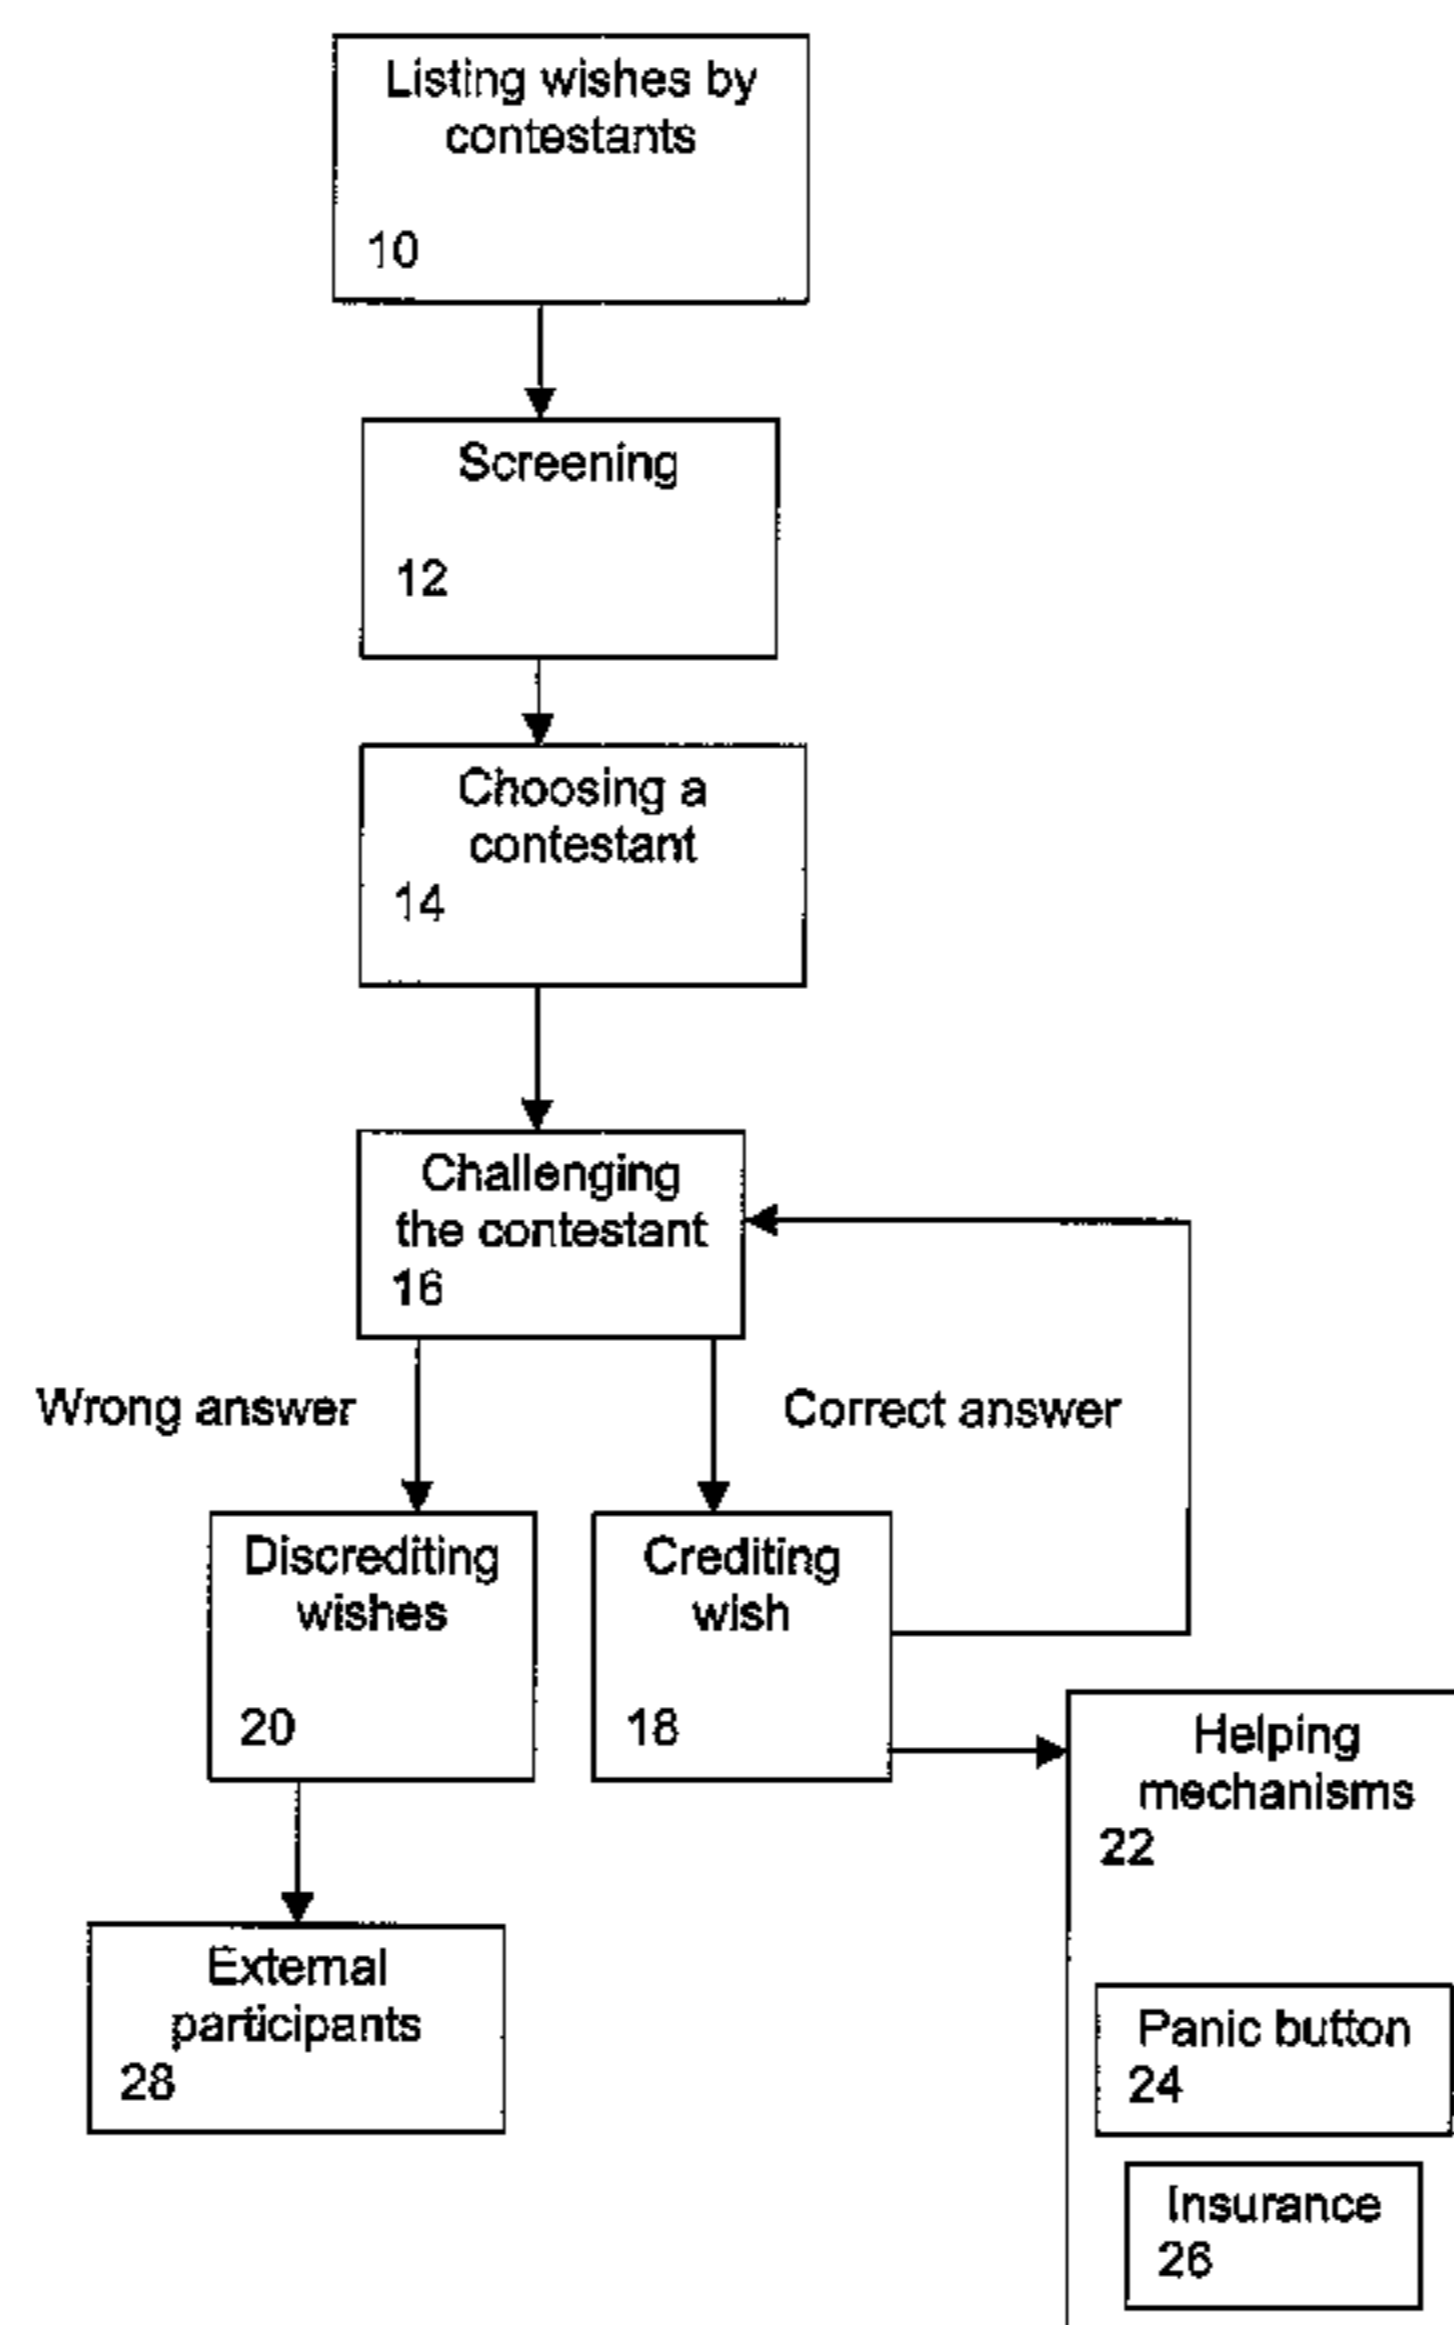 Listing wishes by
contestants
10
Screening
12
Choosing a
contestant
14
Challenging
the contestant
16
Wrong answer
Correct answer
Discrediting
wishes
20
Crediting
wish
18
Helping
mechanisms
22
External
participants
28
Panic button
24
Insurance
26